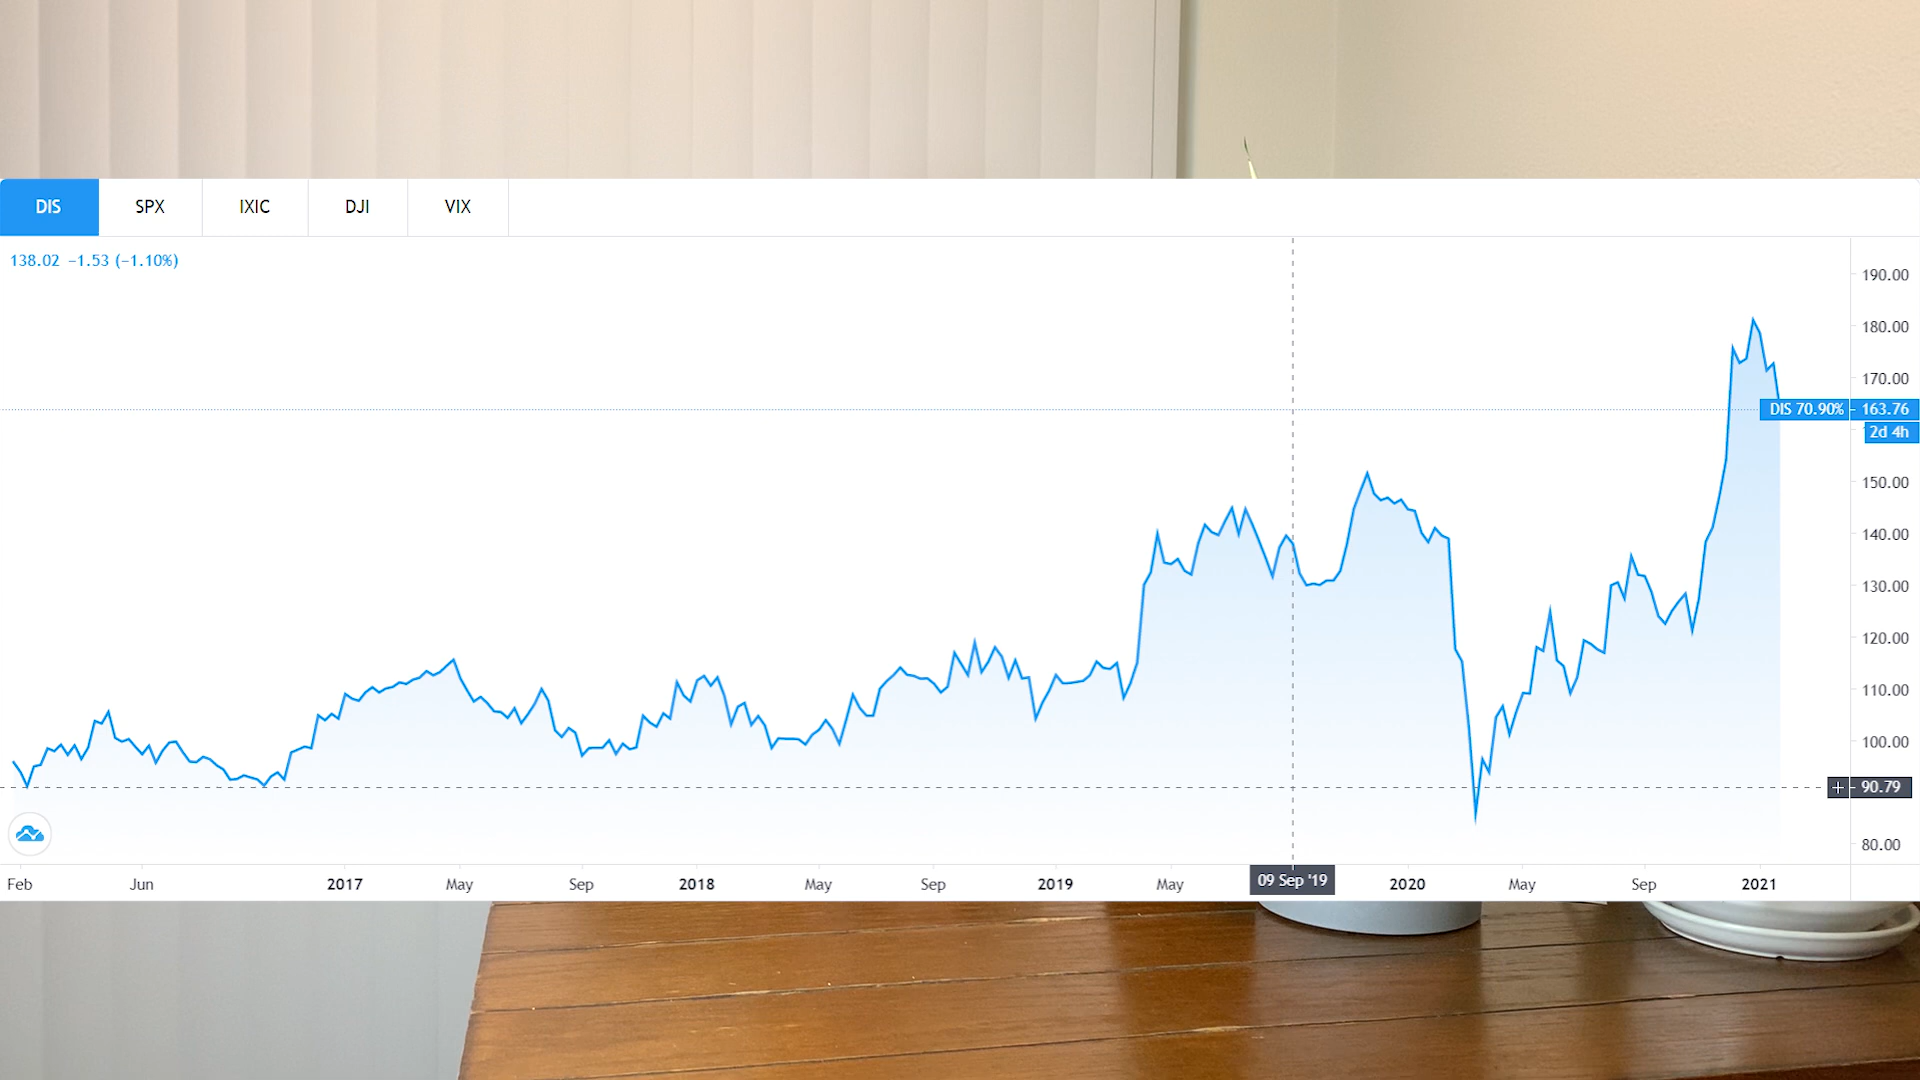 DIS SPX IXIC DJI VIX
138.02 −1.53 (−1.10%)
190.00
180.00
170.00
DIS 70.90% 163.76
2d 4h
150.00
140.00
130.00
120.00
110.00
100.00
90.79
80.00
Feb Jun 2017 May Sep 2018 May Sep 2019 May 09 Sep '19 2020 May Sep 2021